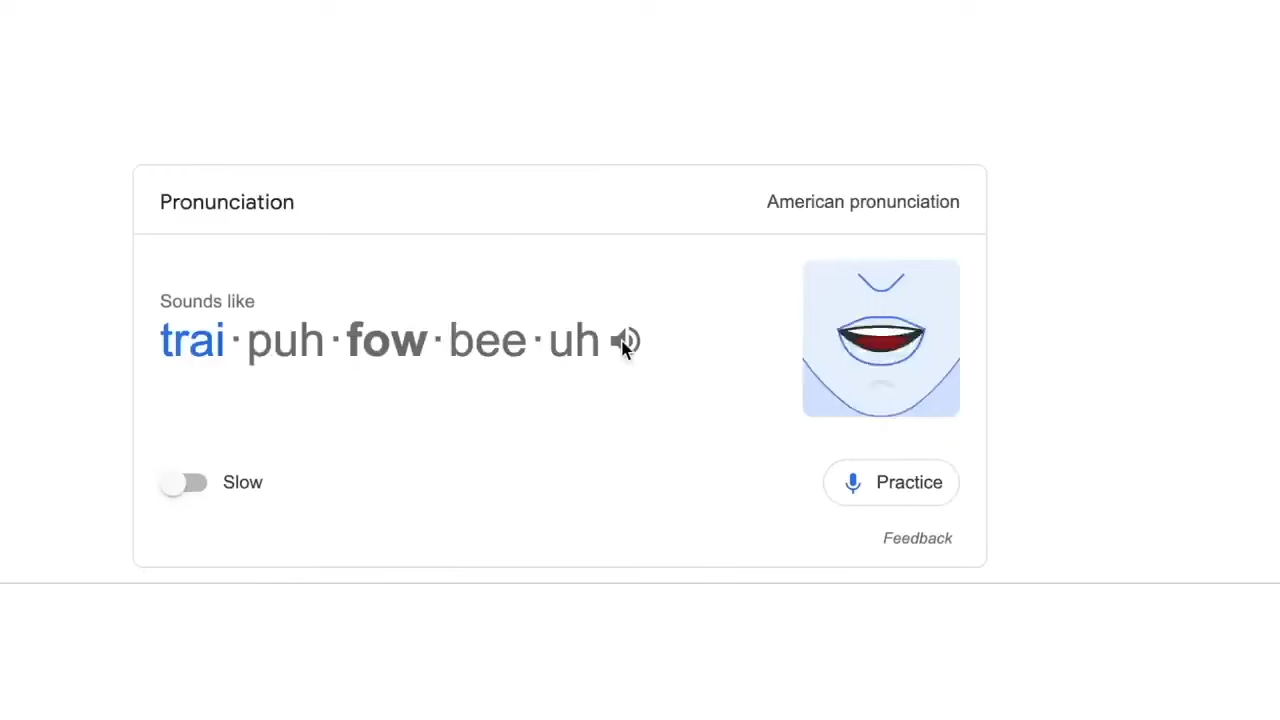 Pronunciation
American pronunciation
Sounds like
trai·puh·fow·bee·uh
Slow
Practice
Feedback